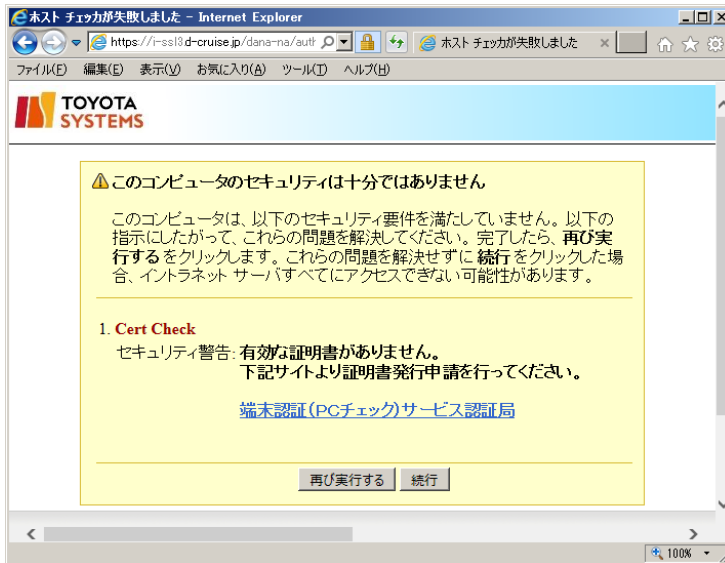 ホスト チェッカが失敗しました - Internet Explorer
https://i-ssl3.d-cruise.jp/dana-na/auth
ホスト チェッカが失敗しました
ファイル(F) 編集(E) 表示(V) お気に入り(A) ツール(T) ヘルプ(H)
TOYOTA
SYSTEMS
このコンピュータのセキュリティは十分ではありません
このコンピュータは、以下のセキュリティ要件を満たしていません。以下の
指示にしたがって、これらの問題を解決してください。完了したら、再び実
行する をクリックします。これらの問題を解決せずに 続行 をクリックした場
合、イントラネット サーバすべてにアクセスできない可能性があります。
1. Cert Check
セキュリティ警告: 有効な証明書がありません。
下記サイトより証明書発行申請を行ってください。
端末認証(PCチェック)サービス認証局
再び実行する 続行
100%